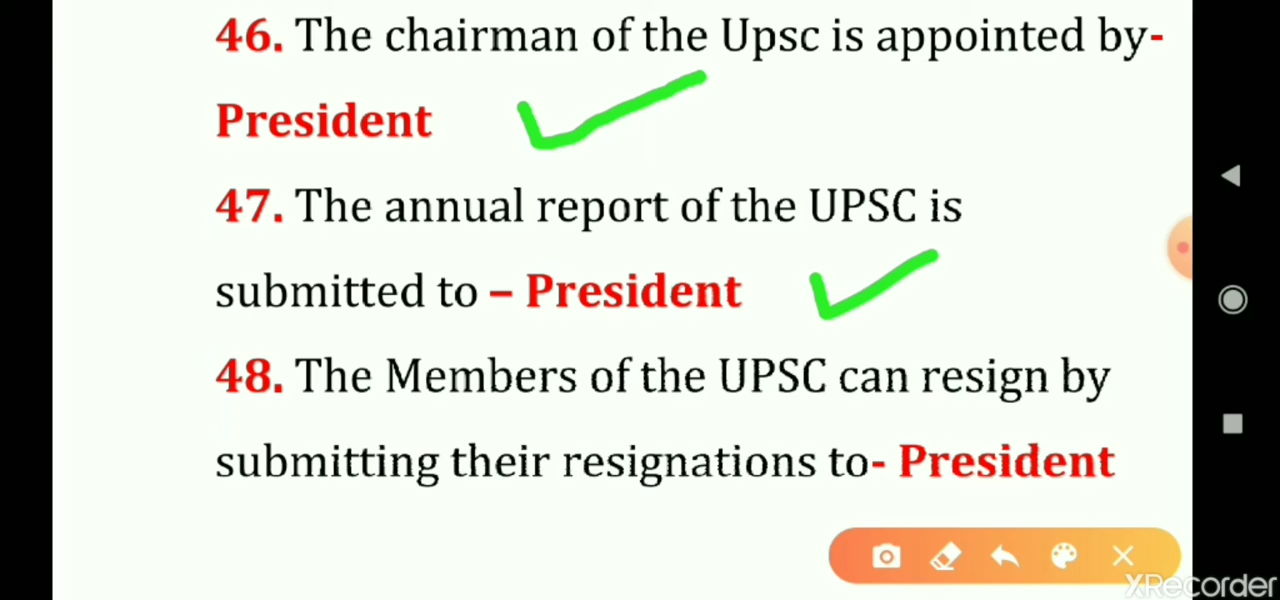 46. The chairman of the Upsc is appointed by-
President
47. The annual report of the UPSC is
submitted to – President
48. The Members of the UPSC can resign by
submitting their resignations to- President
XRecorder